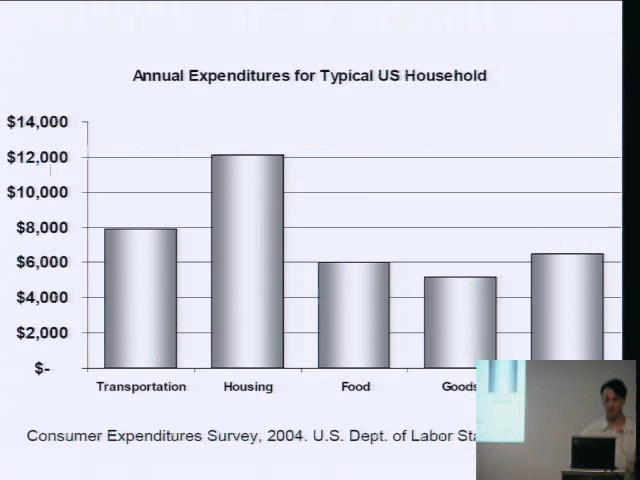 Annual Expenditures for Typical US Household
$14,000
$12,000
$10,000
$8,000
$6,000
$4,000
$2,000
$-
Transportation Housing Food Goods
Consumer Expenditures Survey, 2004. U.S. Dept. of Labor